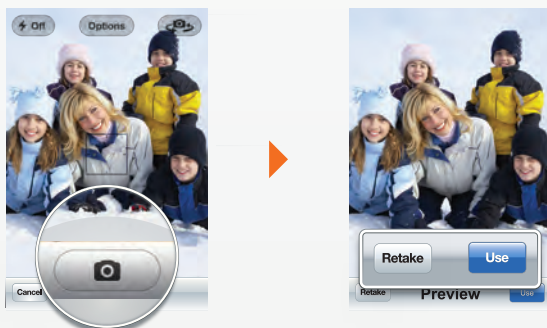 Off
Options
Cancel
Retake
Use
Retake
Preview
Use